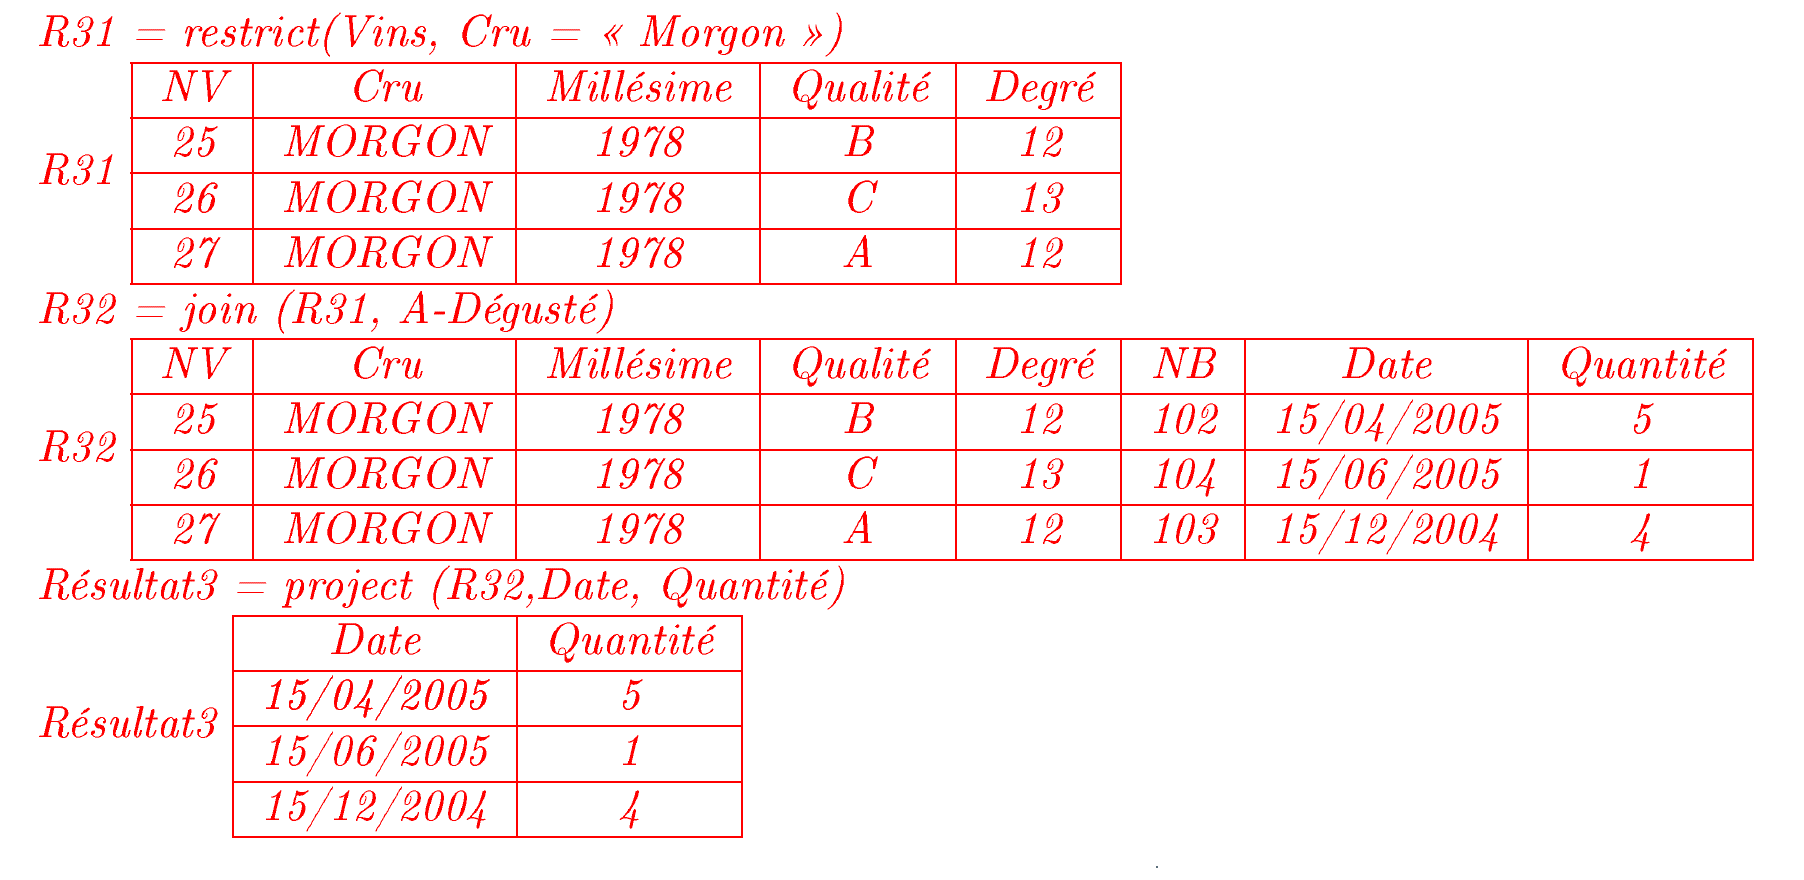 R31 = restrict(Vins, Cru = « Morgon »)
NV Cru Millésime Qualité Degré
25 MORGON 1978 B 12
R31
26 MORGON 1978 C 13
27 MORGON 1978 A 12
R32 = join (R31, A-Dégusté)
NV Cru Millésime Qualité Degré NB Date Quantité
25 MORGON 1978 B 12 102 15/04/2005 5
R32
26 MORGON 1978 C 13 104 15/06/2005 1
27 MORGON 1978 A 12 103 15/12/2004 4
Résultat3 = project (R32,Date, Quantité)
Date Quantité
15/04/2005 5
Résultat3
15/06/2005 1
15/12/2004 4